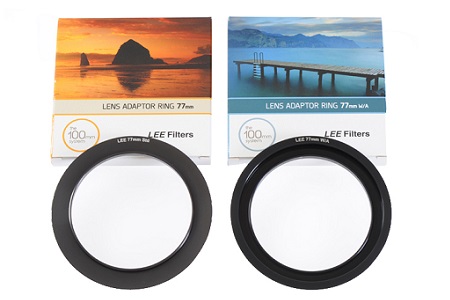 LENS ADAPTOR RING 77mm
the 100mm system
LEE Filters
LEE 77mm Std
LENS ADAPTOR RING 77mm W/A
the 100mm system
LEE Filters
LEE 77mm W/A